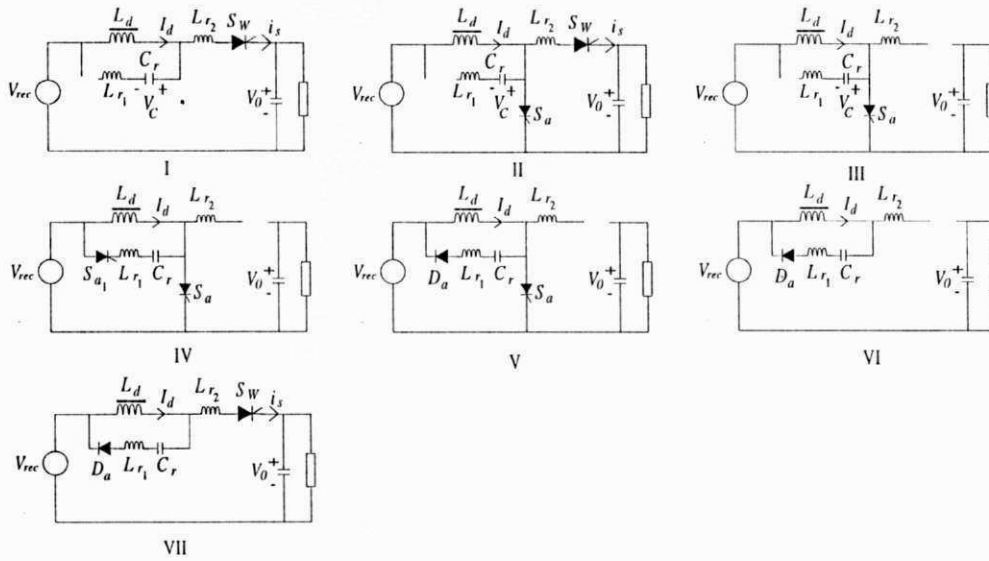 L_d I_d L_r2 S_W i_s
C_r
V_rec L_r1 - + V_C V_0 + -
I
L_d I_d L_r2 S_W i_s
C_r
V_rec L_r1 - + V_C S_a V_0 + -
II
L_d I_d L_r2
C_r
V_rec L_r1 - + V_C S_a V_0 + -
III
L_d I_d L_r2
V_rec S_a1 L_r1 C_r S_a V_0 + -
IV
L_d I_d L_r2
V_rec D_a L_r1 C_r S_a V_0 + -
V
L_d I_d L_r2
V_rec D_a L_r1 C_r V_0 + -
VI
L_d I_d L_r2 S_W i_s
V_rec D_a L_r1 C_r V_0 + -
VII